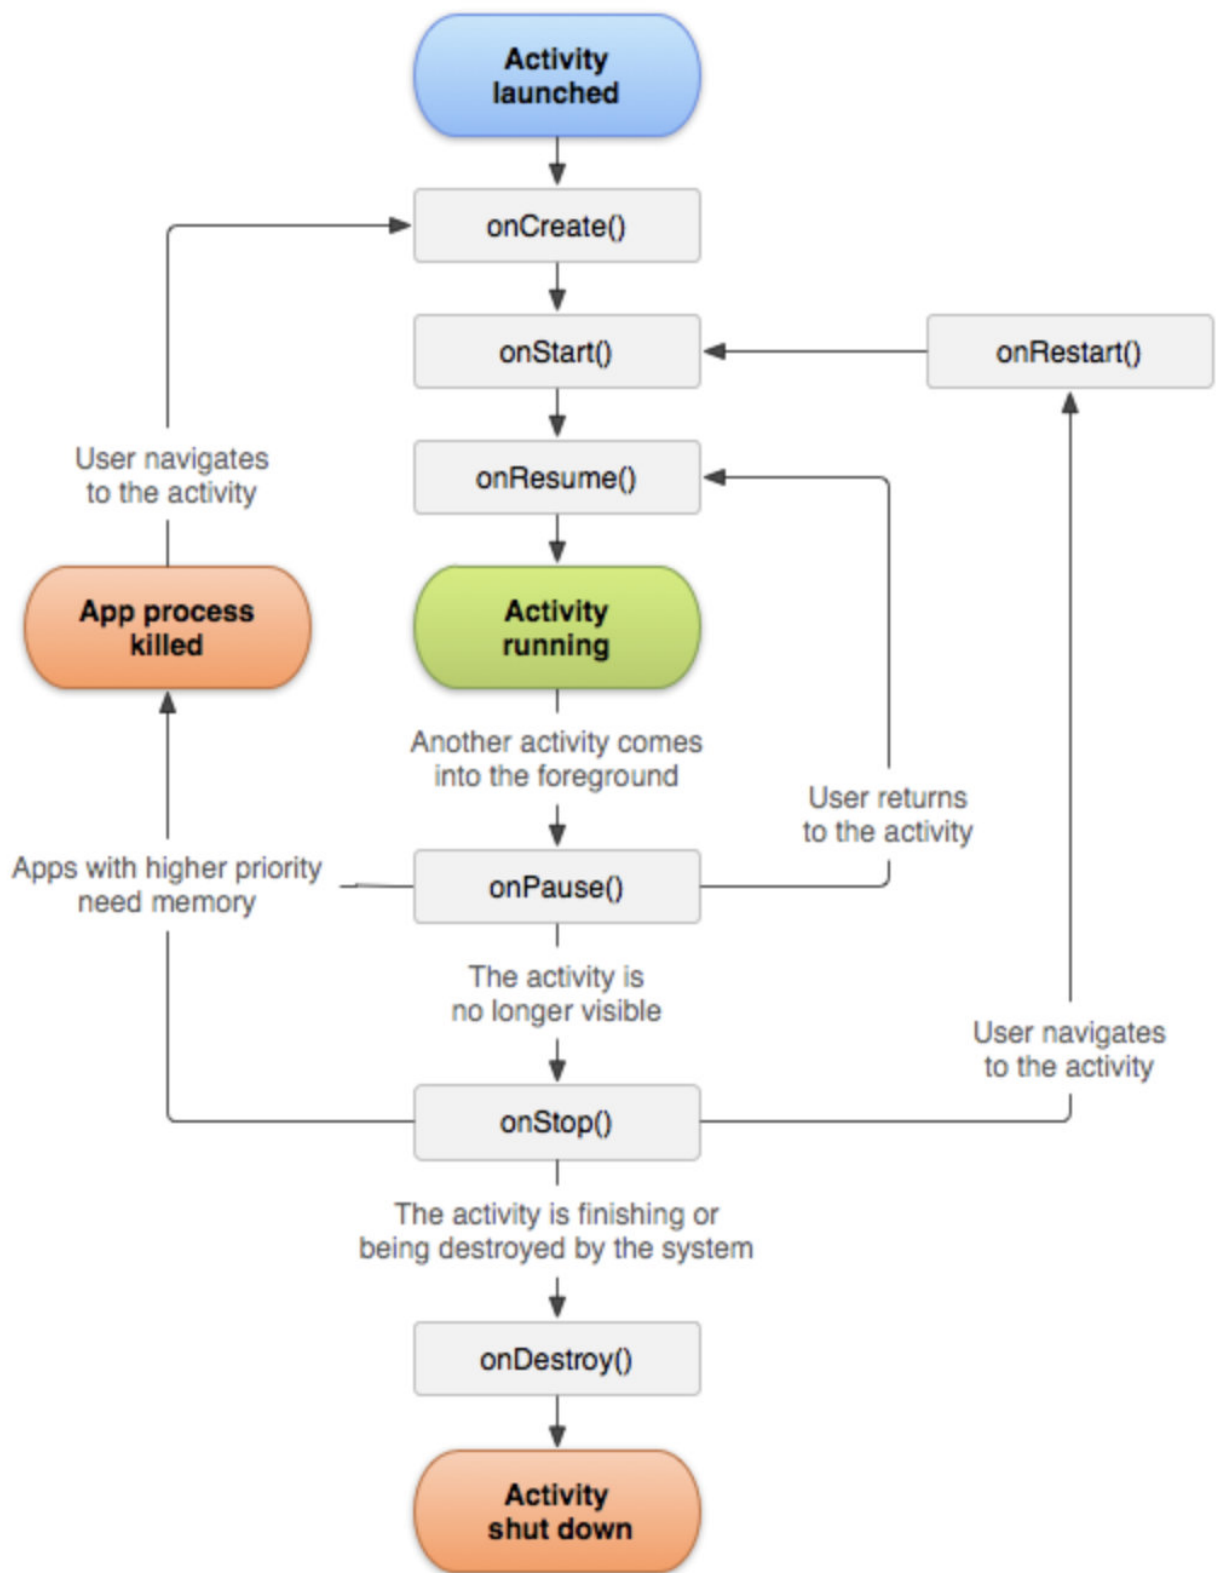 Activity
launched
onCreate()
onStart()
onRestart()
User navigates
to the activity
onResume()
App process
killed
Activity
running
Another activity comes
into the foreground
User returns
to the activity
Apps with higher priority
need memory
onPause()
The activity is
no longer visible
User navigates
to the activity
onStop()
The activity is finishing or
being destroyed by the system
onDestroy()
Activity
shut down